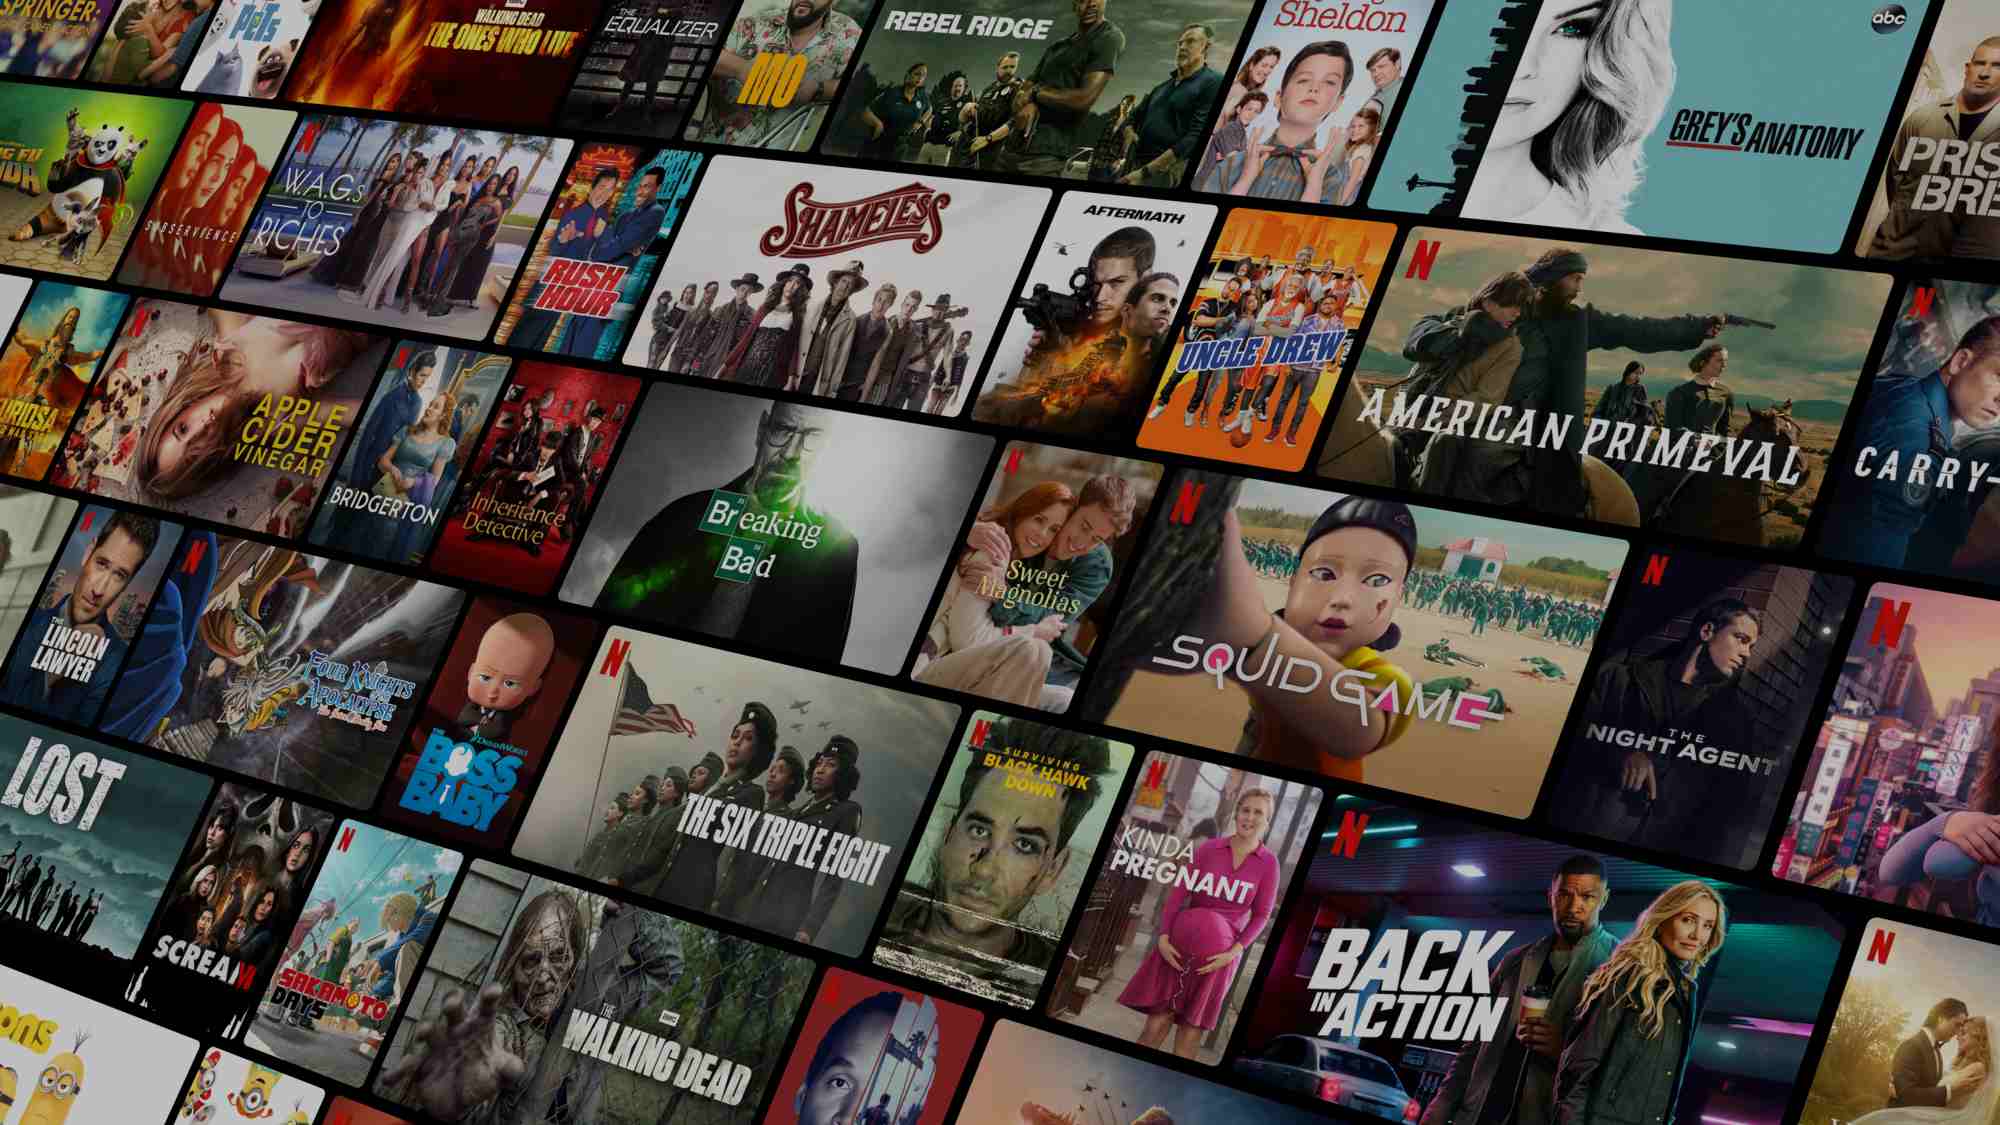 SPRINGER:
PETS
THE WALKING DEAD
THE ONES WHO LIVE
THE
EQUALIZER
MO
REBEL RIDGE
Sheldon
abc
GREY'S ANATOMY
PRIS
BRE
NG FU
SUBSERVIENCE
N
W.A.G.s
TO
RICHES
RUSH
HOUR
SHAMELESS
AFTERMATH
UNCLE DREW
N
AMERICAN PRIMEVAL
N
CARRY-
URIOSA
N
APPLE
CIDER
VINEGAR
N
BRIDGERTON
Inheritance
Detective
Breaking
Bad
N
Sweet
Magnolias
N
SQUID GAME
N
THE
NIGHT AGENT
N
N
THE
LINCOLN
LAWYER
N
FOUR KNIGHTS
OF THE
APOCALYPSE
THE
DREAMWORKS
BOSS
BABY
N
THE SIX TRIPLE EIGHT
N
SURVIVING
BLACK HAWK
DOWN
N
KINDA
PREGNANT
N
BACK
IN ACTION
N
LOST
SCREAM VI
N
SAKAMOTO
DAYS
THE
amc
WALKING DEAD
N
ONS